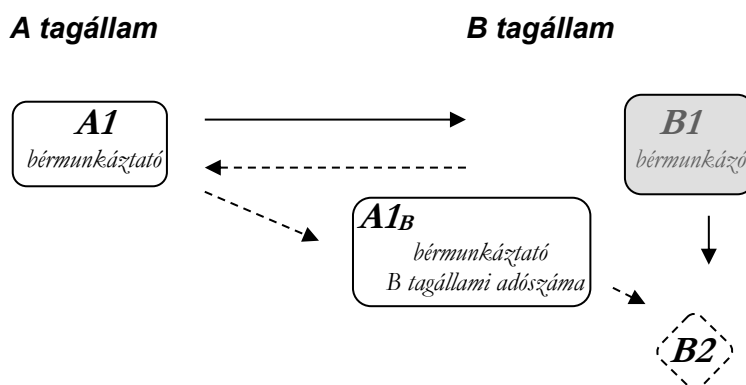 A tagállam B tagállam
A1 B1
bérmunkáztató bérmunkázó
A1B
bérmunkáztató
B tagállami adószáma
B2